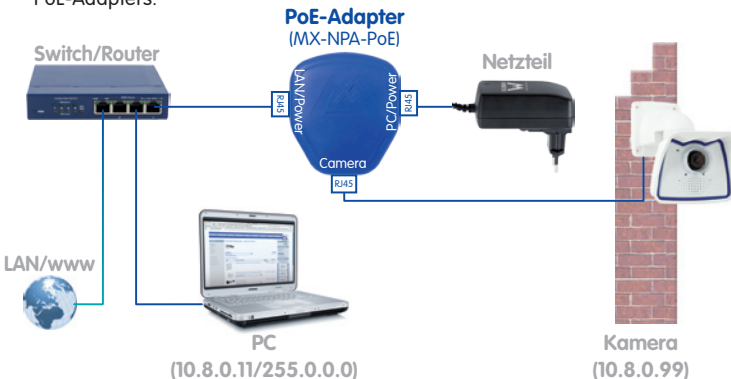 PoE-Adapters.
PoE-Adapter
(MX-NPA-PoE)
Switch/Router
Netzteil
RJ45
LAN/Power
PC/Power
RJ45
Camera
RJ45
LAN/www
PC
(10.8.0.11/255.0.0.0)
Kamera
(10.8.0.99)